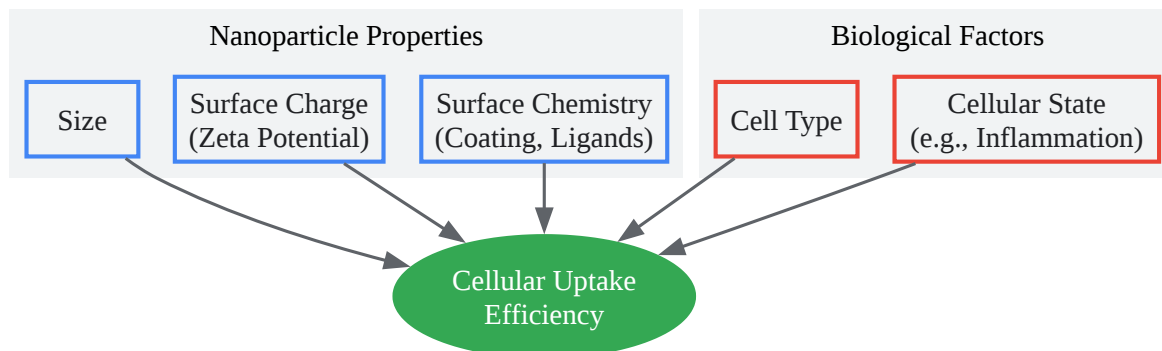 Nanoparticle Properties
Biological Factors
Size
Surface Charge
(Zeta Potential)
Surface Chemistry
(Coating, Ligands)
Cell Type
Cellular State
(e.g., Inflammation)
Cellular Uptake
Efficiency